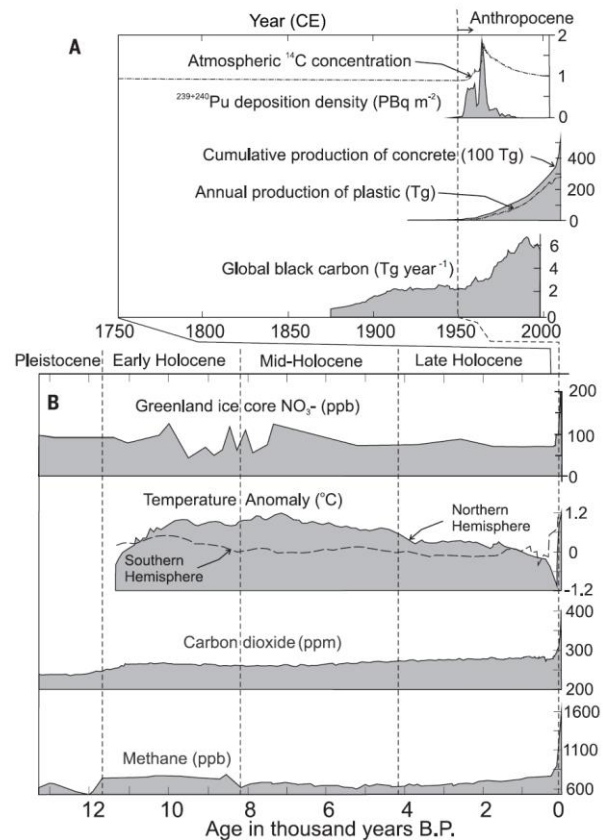 Year (CE)
Anthropocene
A
Atmospheric ¹⁴C concentration
²³⁹⁺²⁴⁰Pu deposition density (PBq m⁻²)
2
1
0
Cumulative production of concrete (100 Tg)
Annual production of plastic (Tg)
400
200
0
Global black carbon (Tg year⁻¹)
6
4
2
0
1750 1800 1850 1900 1950 2000
Pleistocene Early Holocene Mid-Holocene Late Holocene
B
Greenland ice core NO₃- (ppb)
200
100
0
Temperature Anomaly (°C)
Northern
Hemisphere
Southern
Hemisphere
1.2
0
-1.2
Carbon dioxide (ppm)
400
300
200
Methane (ppb)
1600
1100
600
12 10 8 6 4 2 0
Age in thousand years B.P.